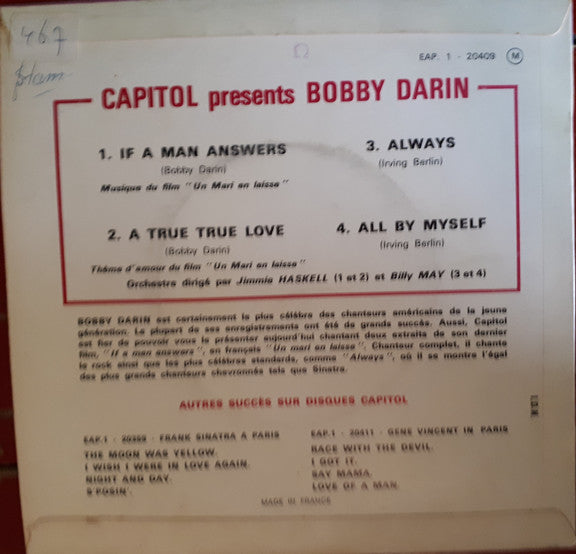 467
EAP. 1 - 20409 M
CAPITOL presents BOBBY DARIN
1. IF A MAN ANSWERS
(Bobby Darin)
Musique du film "Un Mari en laisse"
2. A TRUE TRUE LOVE
(Bobby Darin)
Thème d'amour du film "Un Mari en laisse"
3. ALWAYS
(Irving Berlin)
4. ALL BY MYSELF
(Irving Berlin)
Orchestre dirigé par Jimmie HASKELL (1 et 2) et Billy MAY (3 et 4)
BOBBY DARIN est certainement le plus célèbre des chanteurs américains de la jeune
génération. La plupart de ses enregistrements ont été de grands succès. Aussi, Capitol
est fier de pouvoir vous le présenter aujourd'hui chantant deux extraits de son dernier
film, "If a man answers", en français "Un mari en laisse". Chanteur complet, il chante
le rock ainsi que les plus célèbres standards, comme "Always", où il se montre l'égal
des plus grands chanteurs chevronnés tels que Sinatra.
AUTRES SUCCÈS SUR DISQUES CAPITOL
EAP.1 - 20389 - FRANK SINATRA A PARIS
THE MOON WAS YELLOW.
I WISH I WERE IN LOVE AGAIN.
NIGHT AND DAY.
S'POSIN'.
EAP.1 - 20411 - GENE VINCENT IN PARIS
RACE WITH THE DEVIL.
I GOT IT.
SAY MAMA.
LOVE OF A MAN.
MADE IN FRANCE